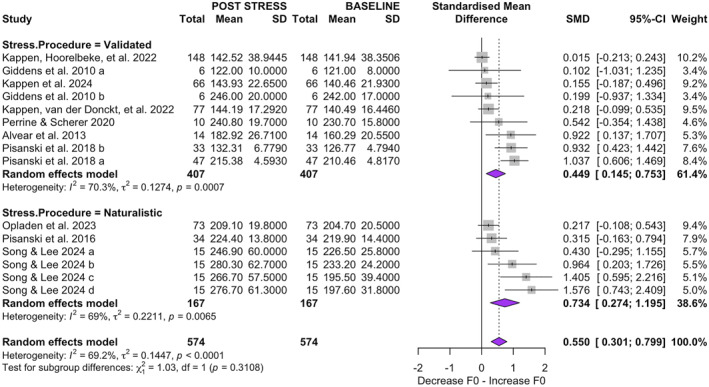 POST STRESS BASELINE Standardised Mean
Study Total Mean SD Total Mean SD Difference SMD 95%-CI Weight
Stress.Procedure = Validated
Kappen, Hoorelbeke, et al. 2022 148 142.52 38.9445 148 141.94 38.3506 0.015 [-0.213; 0.243] 10.2%
Giddens et al. 2010 a 6 122.00 10.0000 6 121.00 8.0000 0.102 [-1.031; 1.235] 3.4%
Kappen et al. 2024 66 143.93 22.6500 66 140.46 21.9300 0.155 [-0.187; 0.496] 9.2%
Giddens et al. 2010 b 6 246.00 20.0000 6 242.00 17.0000 0.199 [-0.937; 1.334] 3.4%
Kappen, van der Donckt, et al. 2022 77 144.19 17.2920 77 140.49 16.4460 0.218 [-0.099; 0.535] 9.4%
Perrine & Scherer 2020 10 240.80 19.7000 10 230.70 15.8000 0.542 [-0.354; 1.438] 4.6%
Alvear et al. 2013 14 182.92 26.7100 14 160.29 20.5500 0.922 [0.137; 1.707] 5.3%
Pisanski et al. 2018 b 33 132.31 6.7790 33 126.77 4.7940 0.932 [0.423; 1.442] 7.6%
Pisanski et al. 2018 a 47 215.38 4.5930 47 210.46 4.8170 1.037 [0.606; 1.469] 8.4%
Random effects model 407 407 0.449 [0.145; 0.753] 61.4%
Heterogeneity: I² = 70.3%, τ² = 0.1274, p = 0.0007
Stress.Procedure = Naturalistic
Opladen et al. 2023 73 209.10 19.8000 73 204.70 20.5000 0.217 [-0.108; 0.543] 9.4%
Pisanski et al. 2016 34 224.40 13.8000 34 219.90 14.4000 0.315 [-0.163; 0.794] 7.9%
Song & Lee 2024 a 15 246.90 60.0000 15 226.50 25.8000 0.430 [-0.295; 1.155] 5.7%
Song & Lee 2024 b 15 280.30 62.7000 15 233.20 24.2000 0.964 [0.203; 1.726] 5.5%
Song & Lee 2024 c 15 266.70 57.5000 15 195.50 39.4000 1.405 [0.595; 2.216] 5.1%
Song & Lee 2024 d 15 276.70 61.3000 15 197.60 31.8000 1.576 [0.743; 2.409] 5.0%
Random effects model 167 167 0.734 [0.274; 1.195] 38.6%
Heterogeneity: I² = 69%, τ² = 0.2211, p = 0.0065
Random effects model 574 574 0.550 [0.301; 0.799] 100.0%
Heterogeneity: I² = 69.2%, τ² = 0.1447, p < 0.0001
Test for subgroup differences: χ²₁ = 1.03, df = 1 (p = 0.3108)
-2 -1 0 1 2
Decrease F0 - Increase F0